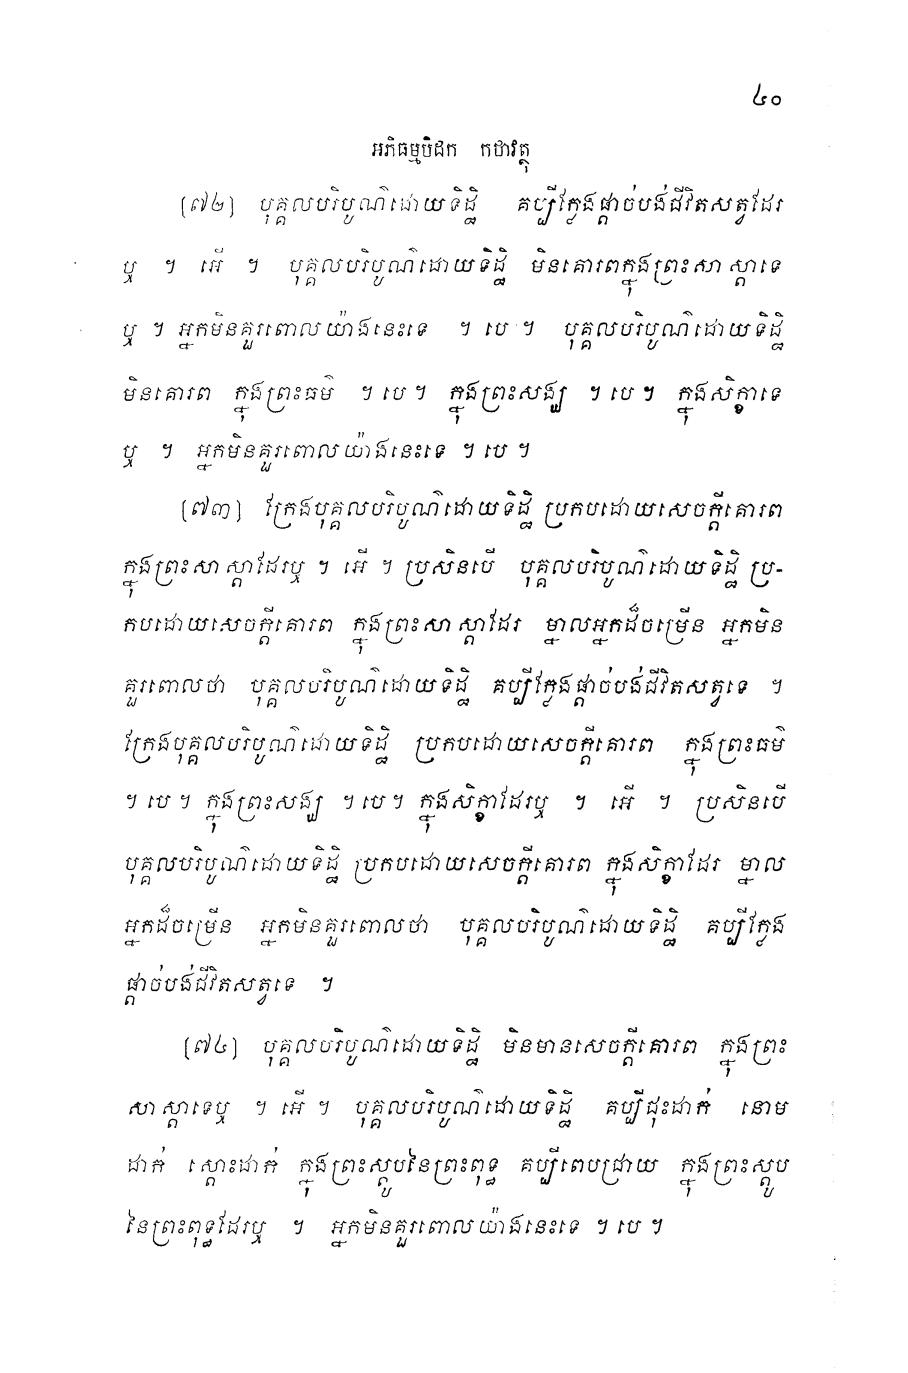 ៤០
អភិធម្មបិដក កថាវត្ថុ
(៧២) បុគ្គលបរិបូណ៌ដោយទិដ្ឋិ គប្បីក្លែងផ្តាច់បង់ជីវិតសត្វដែរ
ឬ ។ អើ ។ បុគ្គលបរិបូណ៌ដោយទិដ្ឋិ មិនគោរពក្នុងព្រះសាស្តាទេ
ឬ ។ អ្នកមិនគួរពោលយ៉ាងនេះទេ ។ បេ ។ បុគ្គលបរិបូណ៌ដោយទិដ្ឋិ
មិនគោរព ក្នុងព្រះធម៌ ។ បេ ។ ក្នុងព្រះសង្ឃ ។ បេ ។ ក្នុងសិក្ខាទេ
ឬ ។ អ្នកមិនគួរពោលយ៉ាងនេះទេ ។ បេ ។
(៧៣) ក្រែងបុគ្គលបរិបូណ៌ដោយទិដ្ឋិ ប្រកបដោយសេចក្តីគោរព
ក្នុងព្រះសាស្តាដែរឬ ។ អើ ។ ប្រសិនបើ បុគ្គលបរិបូណ៌ដោយទិដ្ឋិ ប្រ-
កបដោយសេចក្តីគោរព ក្នុងព្រះសាស្តាដែរ ម្នាលអ្នកដ៏ចម្រើន អ្នកមិន
គួរពោលថា បុគ្គលបរិបូណ៌ដោយទិដ្ឋិ គប្បីក្លែងផ្តាច់បង់ជីវិតសត្វទេ ។
ក្រែងបុគ្គលបរិបូណ៌ដោយទិដ្ឋិ ប្រកបដោយសេចក្តីគោរព ក្នុងព្រះធម៌
។ បេ ។ ក្នុងព្រះសង្ឃ ។ បេ ។ ក្នុងសិក្ខាដែរឬ ។ អើ ។ ប្រសិនបើ
បុគ្គលបរិបូណ៌ដោយទិដ្ឋិ ប្រកបដោយសេចក្តីគោរព ក្នុងសិក្ខាដែរ ម្នាល
អ្នកដ៏ចម្រើន អ្នកមិនគួរពោលថា បុគ្គលបរិបូណ៌ដោយទិដ្ឋិ គប្បីក្លែង
ផ្តាច់បង់ជីវិតសត្វទេ ។
(៧៤) បុគ្គលបរិបូណ៌ដោយទិដ្ឋិ មិនមានសេចក្តីគោរព ក្នុងព្រះ
សាស្តាទេឬ ។ អើ ។ បុគ្គលបរិបូណ៌ដោយទិដ្ឋិ គប្បីជុះដាក់ នោម
ដាក់ ស្តោះដាក់ ក្នុងព្រះស្តូបនៃព្រះពុទ្ធ គប្បីពេបជ្រាយ ក្នុងព្រះស្តូប
នៃព្រះពុទ្ធដែរឬ ។ អ្នកមិនគួរពោលយ៉ាងនេះទេ ។ បេ ។